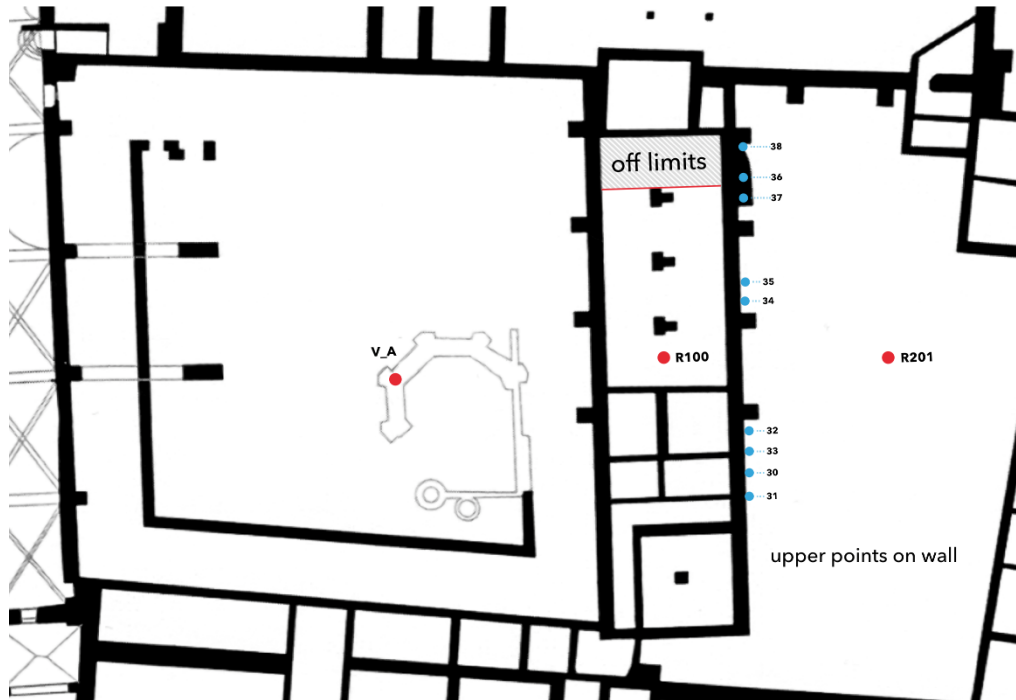 38
off limits
36
37
35
34
V_A
R100
R201
32
33
30
31
upper points on wall